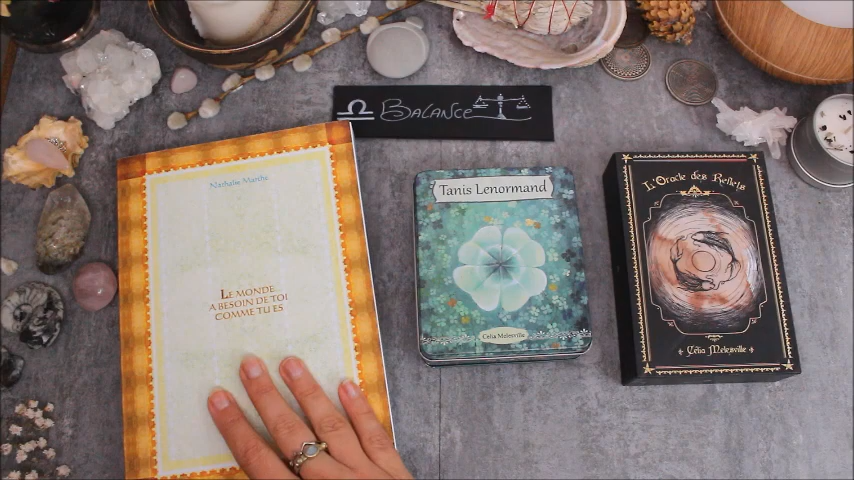 ♎ BALANCE
Nathalie Marthe
LE MONDE
A BESOIN DE TOI
COMME TU ES
Tanis Lenormand
Célia Melesville
L'Oracle des Reflets
Célia Melesville